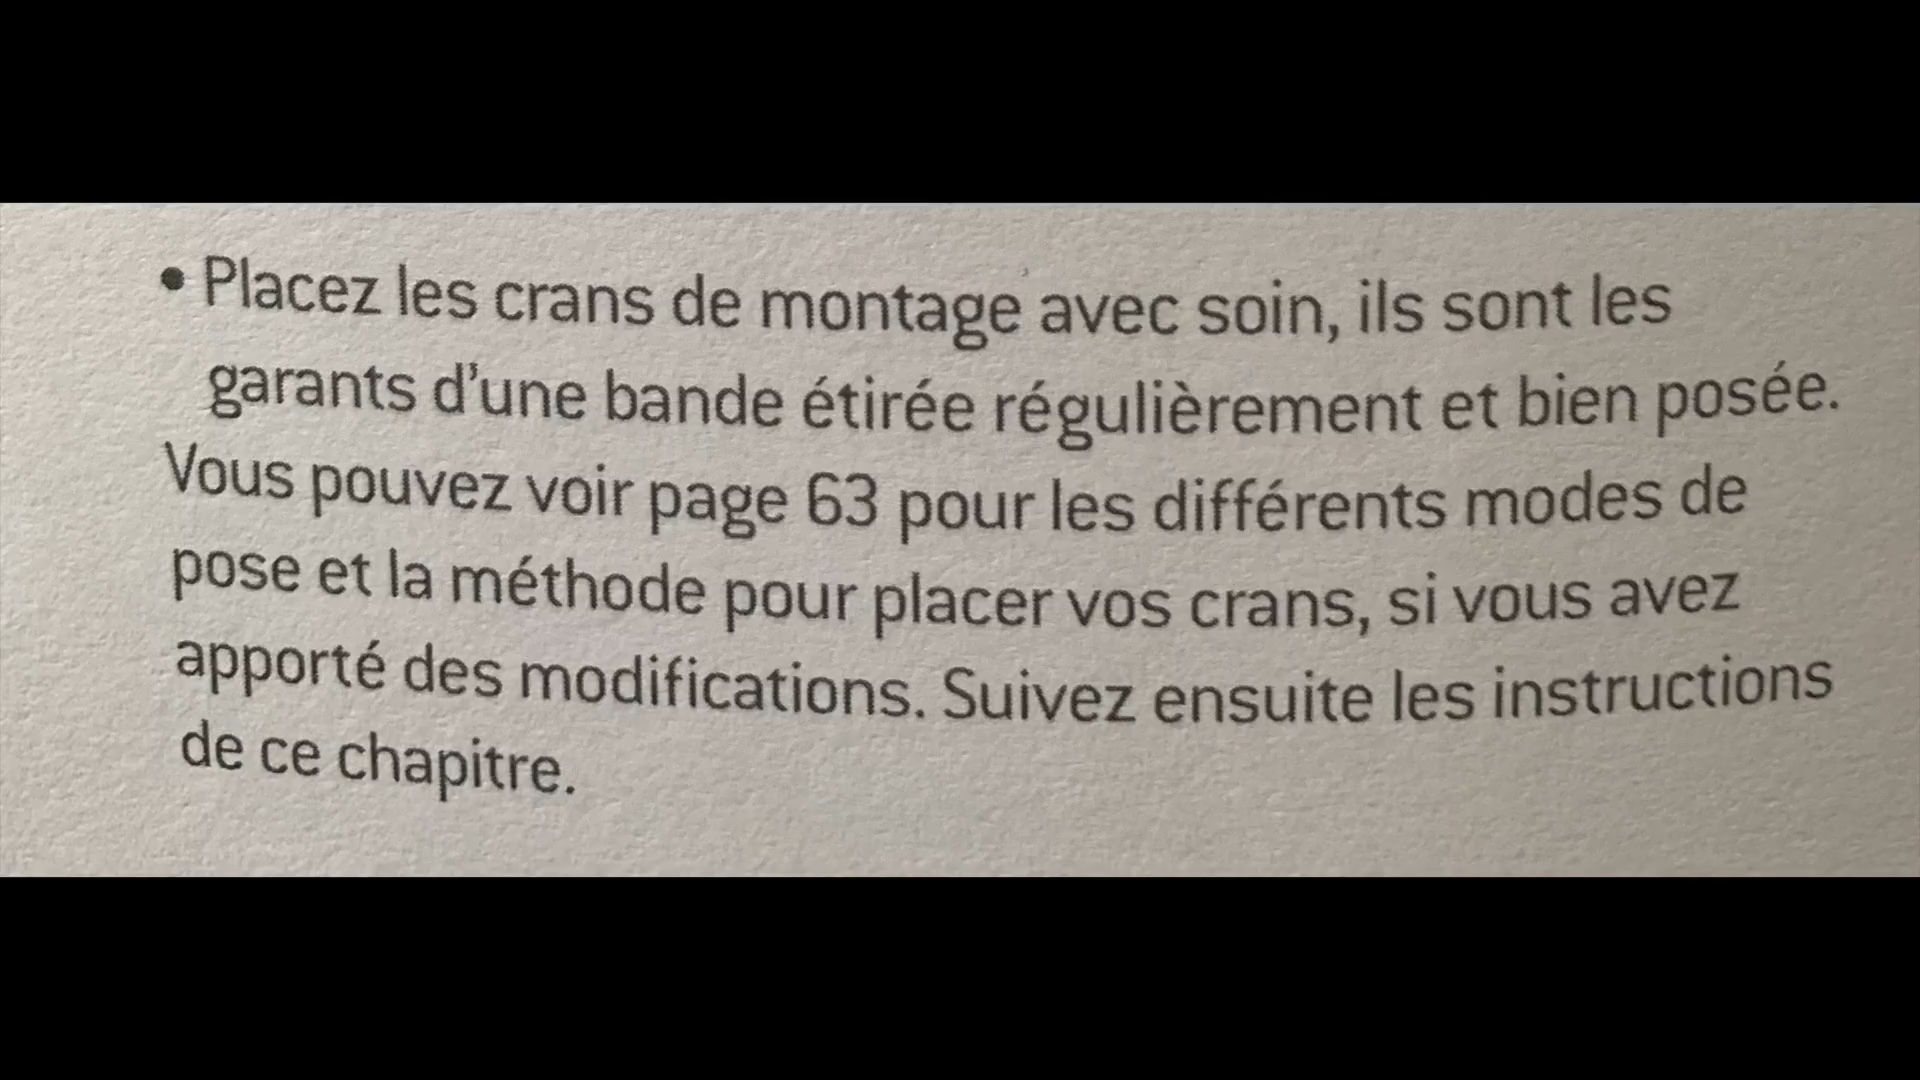 • Placez les crans de montage avec soin, ils sont les
garants d'une bande étirée régulièrement et bien posée.
Vous pouvez voir page 63 pour les différents modes de
pose et la méthode pour placer vos crans, si vous avez
apporté des modifications. Suivez ensuite les instructions
de ce chapitre.